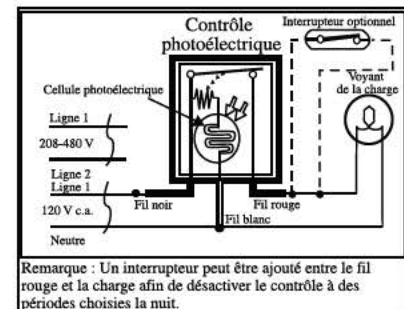 Contrôle
photoélectrique
Interrupteur optionnel
Cellule photoélectrique
Voyant
de la charge
Ligne 1
208-480 V
Ligne 2
Ligne 1
120 V c.a.
Neutre
Fil noir
Fil rouge
Fil blanc
Remarque : Un interrupteur peut être ajouté entre le fil
rouge et la charge afin de désactiver le contrôle à des
périodes choisies la nuit.